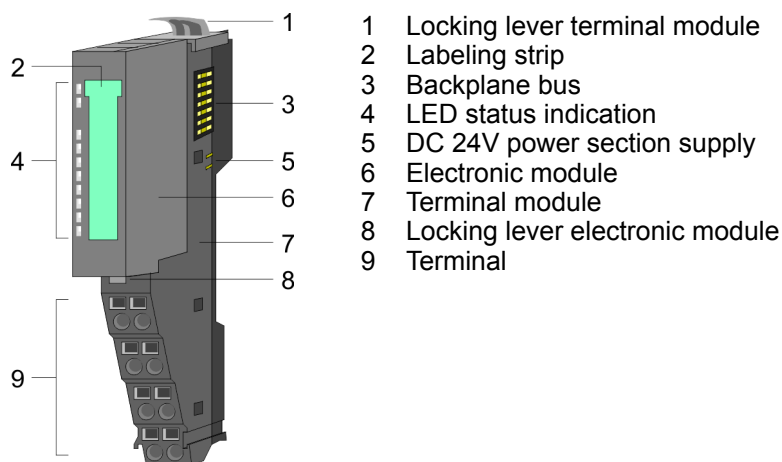 1
2
3
4
5
6
7
8
9
1 Locking lever terminal module
2 Labeling strip
3 Backplane bus
4 LED status indication
5 DC 24V power section supply
6 Electronic module
7 Terminal module
8 Locking lever electronic module
9 Terminal